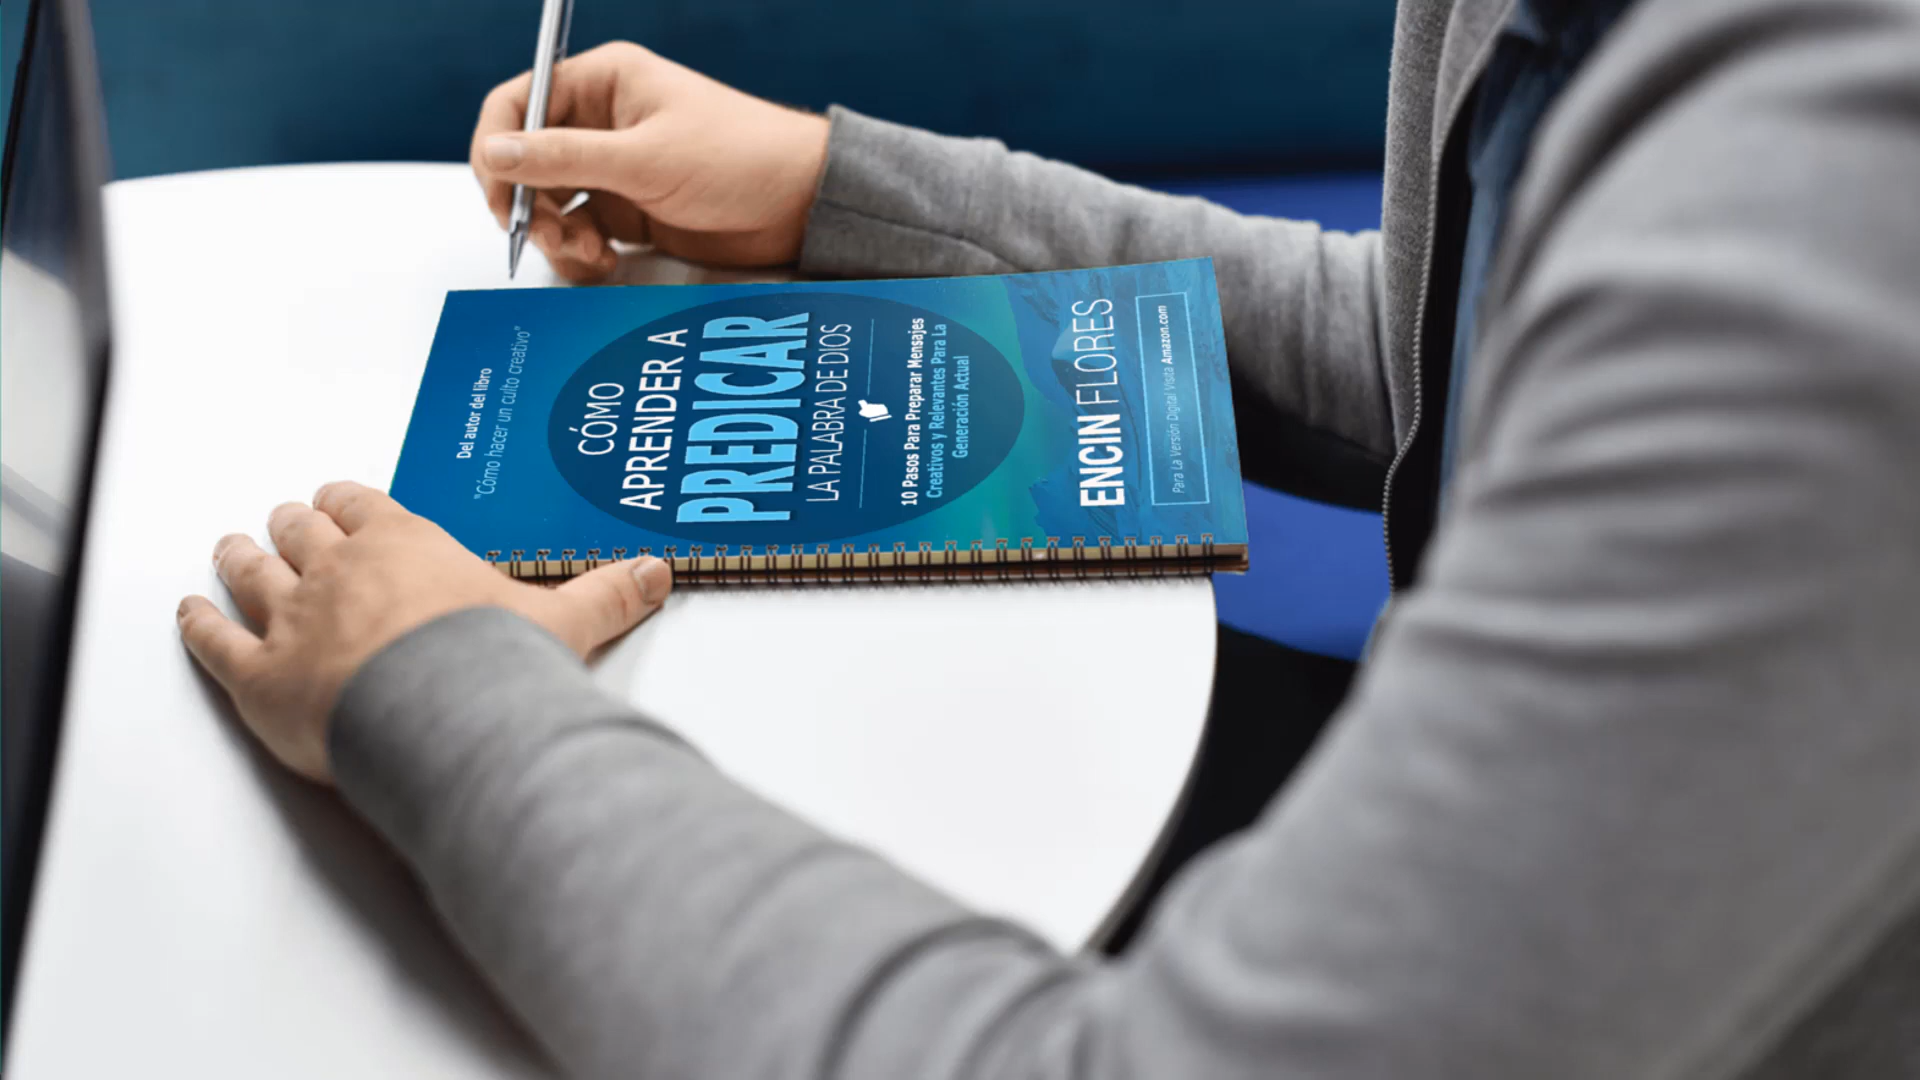 Del autor del libro
"Cómo hacer un culto creativo"
CÓMO
APRENDER A
PREDICAR
LA PALABRA DE DIOS
10 Pasos Para Preparar Mensajes
Creativos y Relevantes Para La
Generación Actual
ENCIN FLORES
Para La Versión Digital Visita Amazon.com